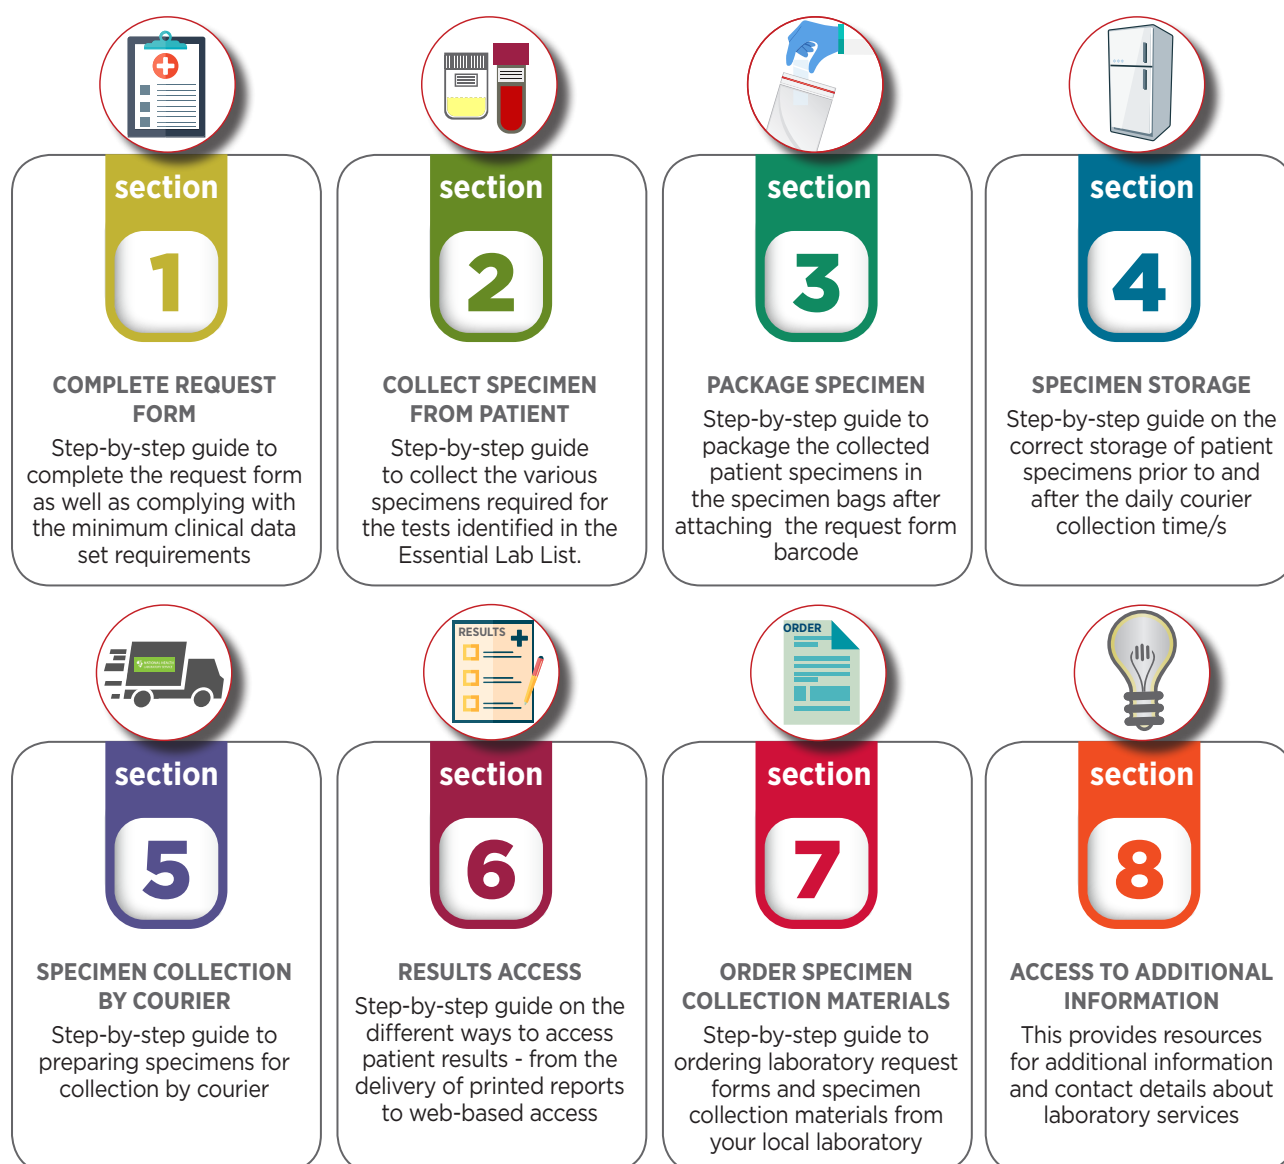 section
1
COMPLETE REQUEST
FORM
Step-by-step guide to
complete the request form
as well as complying with
the minimum clinical data
set requirements
section
2
COLLECT SPECIMEN
FROM PATIENT
Step-by-step guide
to collect the various
specimens required for
the tests identified in the
Essential Lab List.
section
3
PACKAGE SPECIMEN
Step-by-step guide to
package the collected
patient specimens in
the specimen bags after
attaching the request form
barcode
section
4
SPECIMEN STORAGE
Step-by-step guide on the
correct storage of patient
specimens prior to and
after the daily courier
collection time/s
NATIONAL HEALTH
LABORATORY SERVICE
section
5
SPECIMEN COLLECTION
BY COURIER
Step-by-step guide to
preparing specimens for
collection by courier
RESULTS
section
6
RESULTS ACCESS
Step-by-step guide on the
different ways to access
patient results - from the
delivery of printed reports
to web-based access
ORDER
section
7
ORDER SPECIMEN
COLLECTION MATERIALS
Step-by-step guide to
ordering laboratory request
forms and specimen
collection materials from
your local laboratory
section
8
ACCESS TO ADDITIONAL
INFORMATION
This provides resources
for additional information
and contact details about
laboratory services